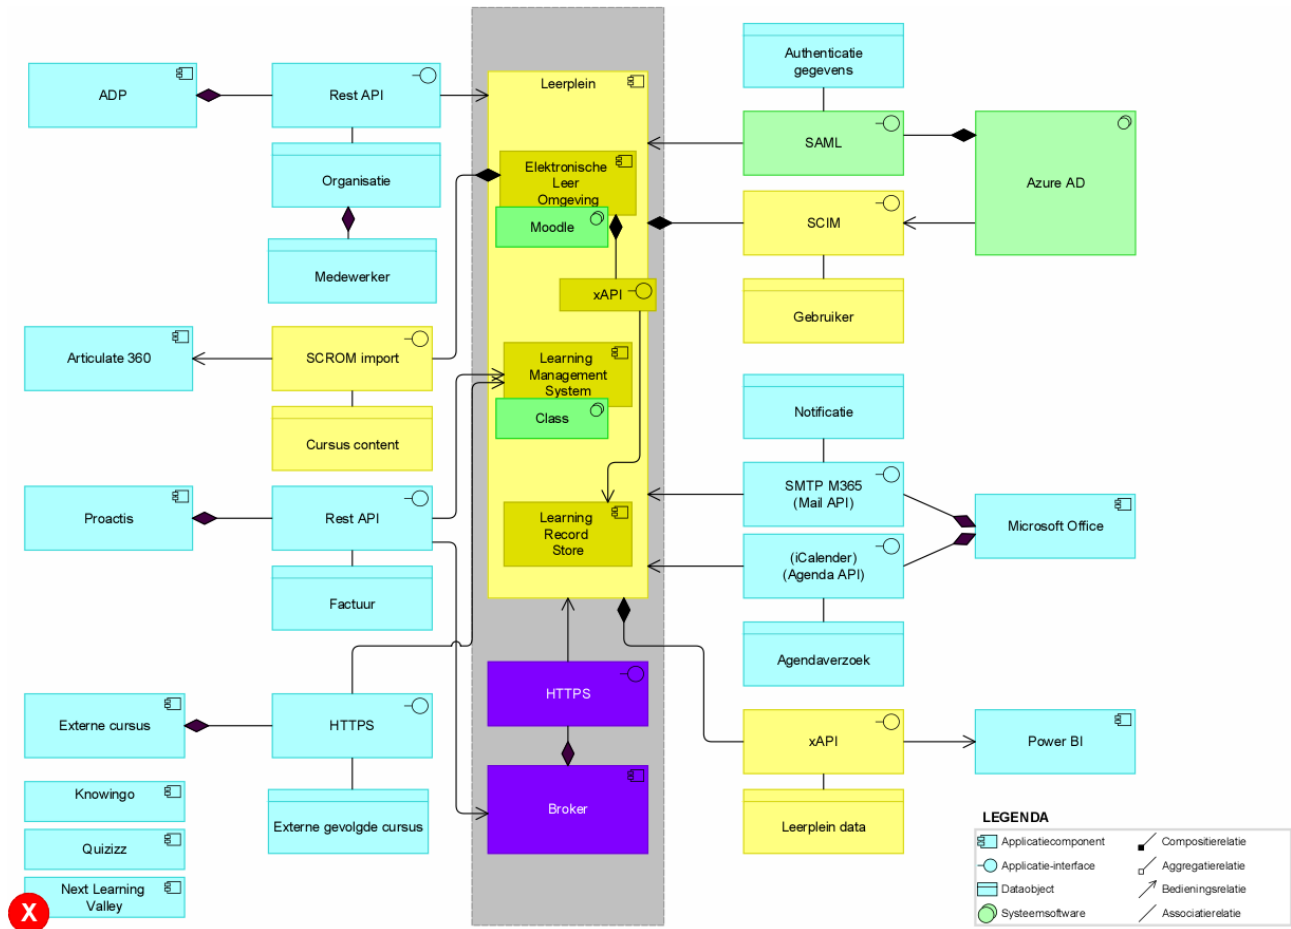 ADP
Rest API
Organisatie
Medewerker
Articulate 360
SCROM import
Cursus content
Proactis
Rest API
Factuur
Externe cursus
HTTPS
Externe gevolgde cursus
Knowingo
Quizizz
Next Learning
Valley
X
Leerplein
Elektronische
Leer
Omgeving
Moodle
xAPI
Learning
Management
System
Class
Learning
Record
Store
HTTPS
Broker
Authenticatie
gegevens
SAML
Azure AD
SCIM
Gebruiker
Notificatie
SMTP M365
(Mail API)
Microsoft Office
(iCalender)
(Agenda API)
Agendaverzoek
xAPI
Power BI
Leerplein data
LEGENDA
Applicatiecomponent
Compositierelatie
Applicatie-interface
Aggregatierelatie
Dataobject
Bedieningsrelatie
Systeemsoftware
Associatierelatie